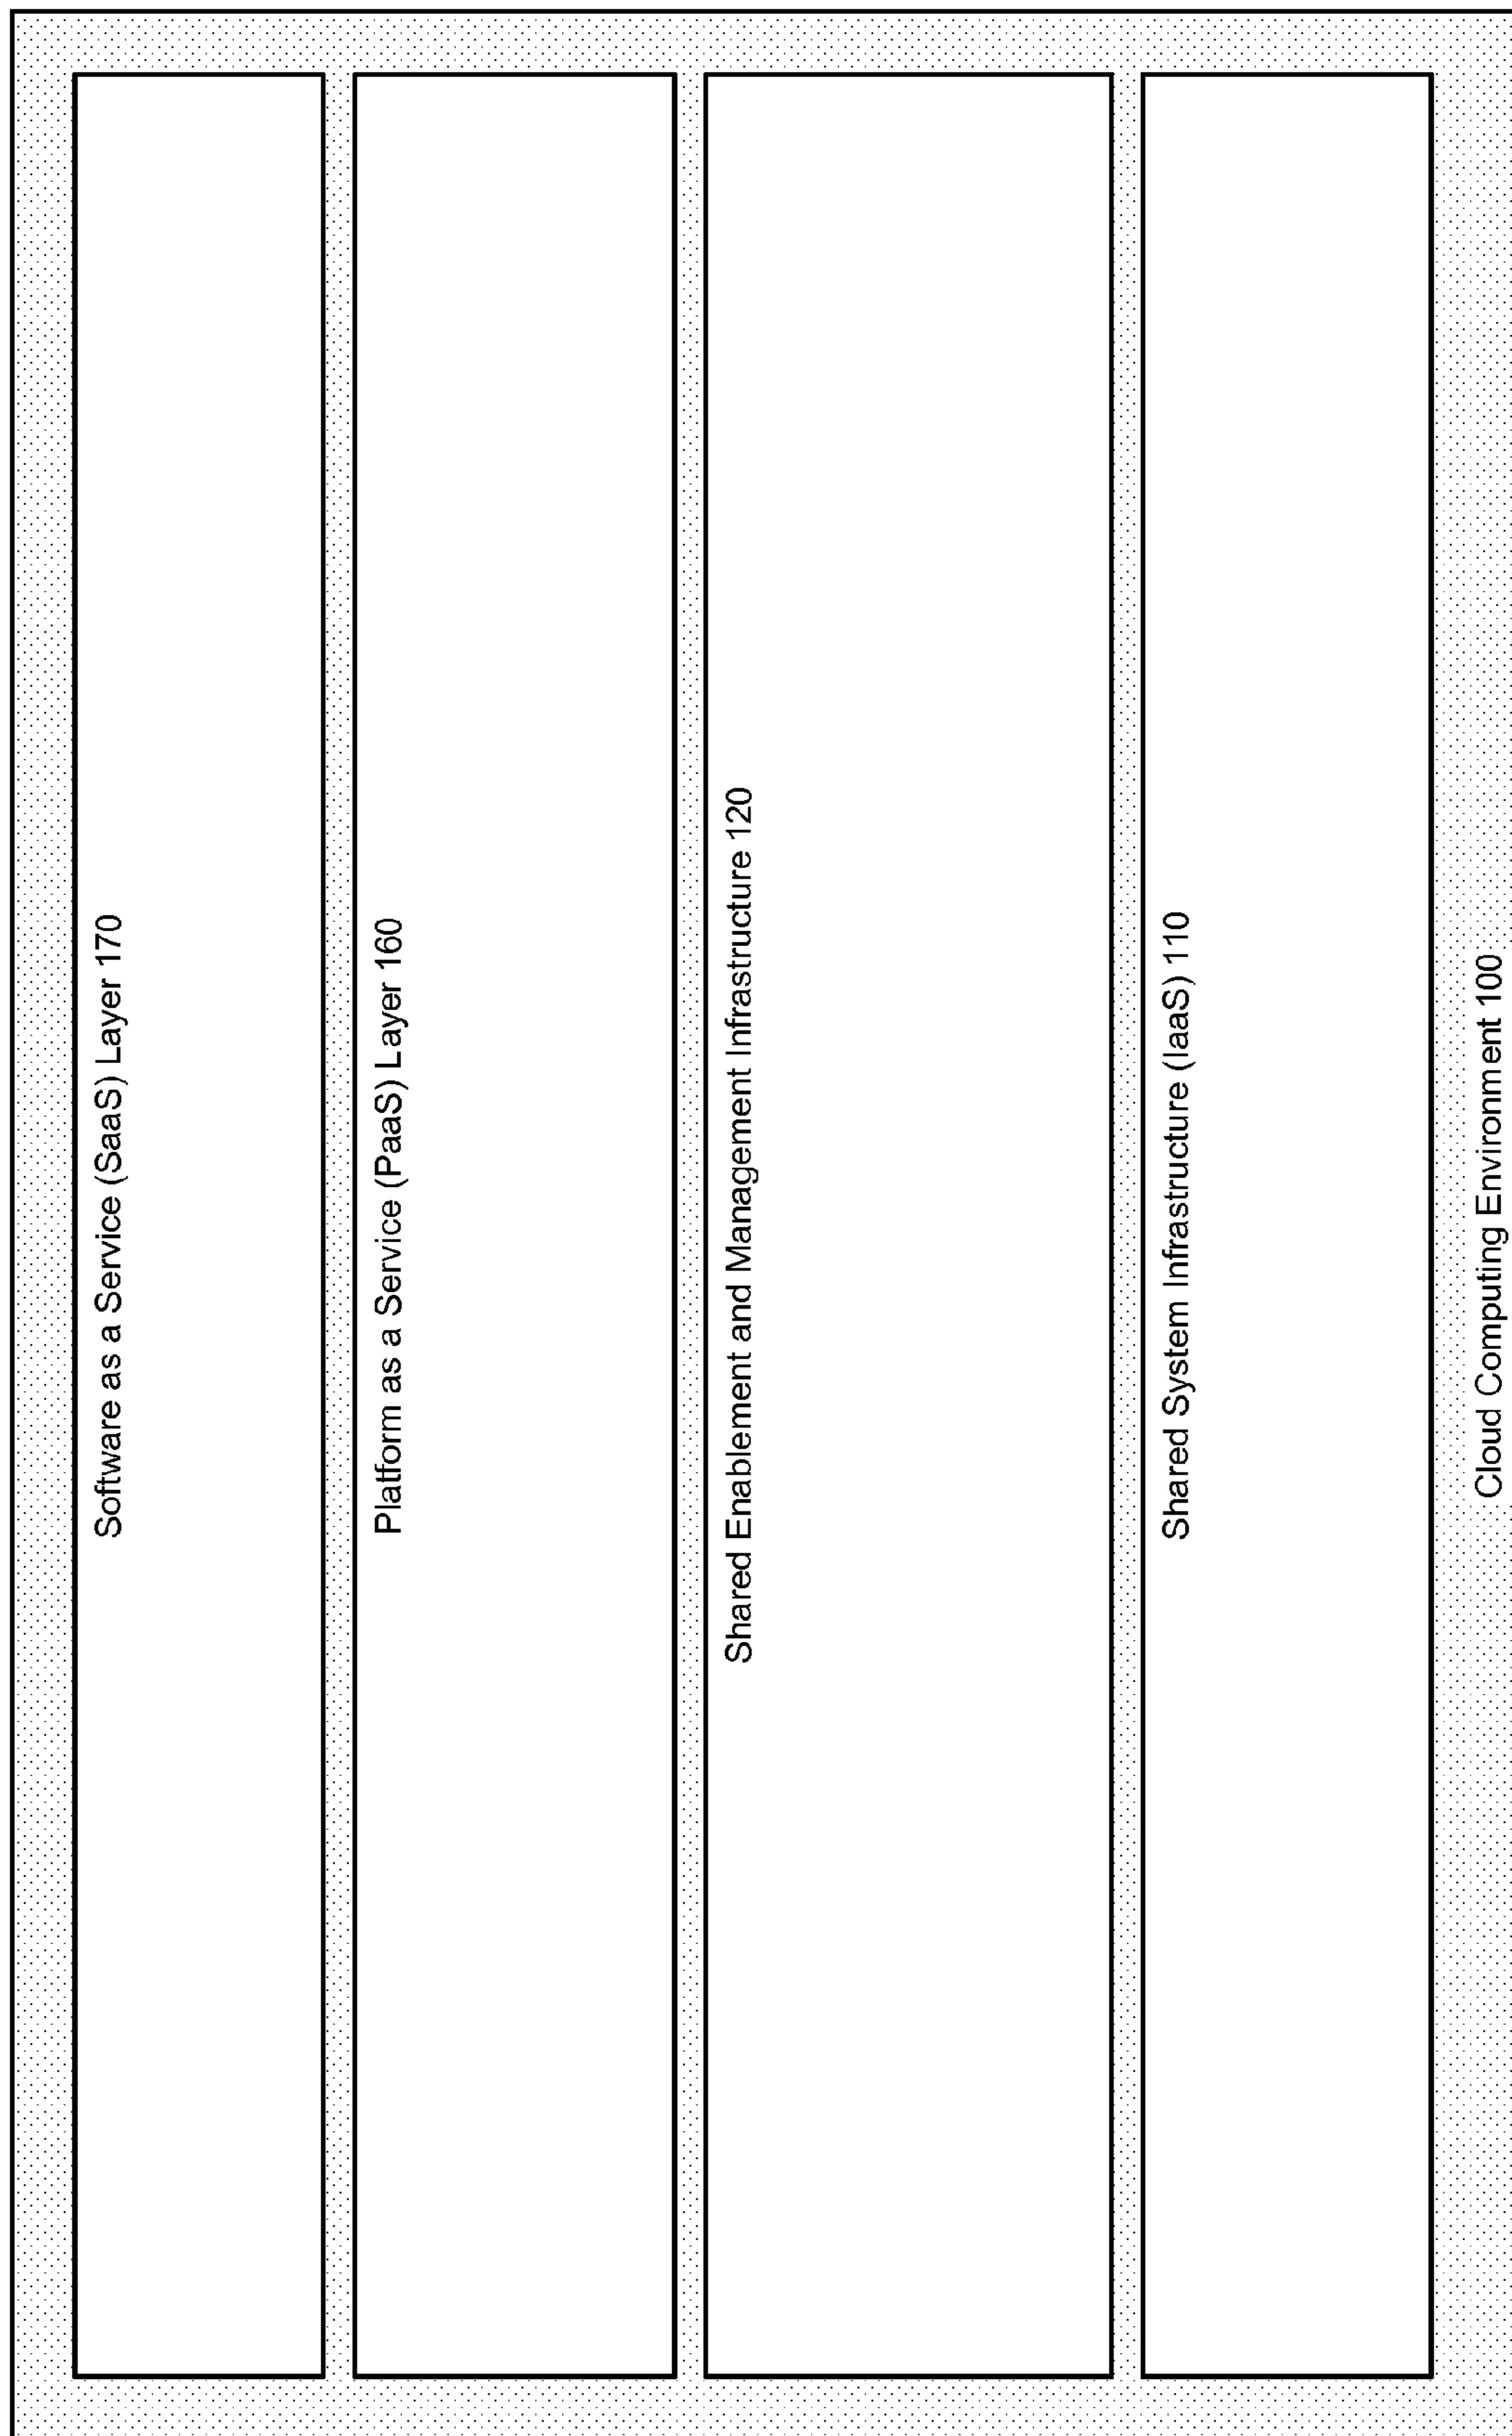 Software as a Service (SaaS) Layer 170
Platform as a Service (PaaS) Layer 160
Shared Enablement and Management Infrastructure 120
Shared System Infrastructure (IaaS) 110
Cloud Computing Environment 100